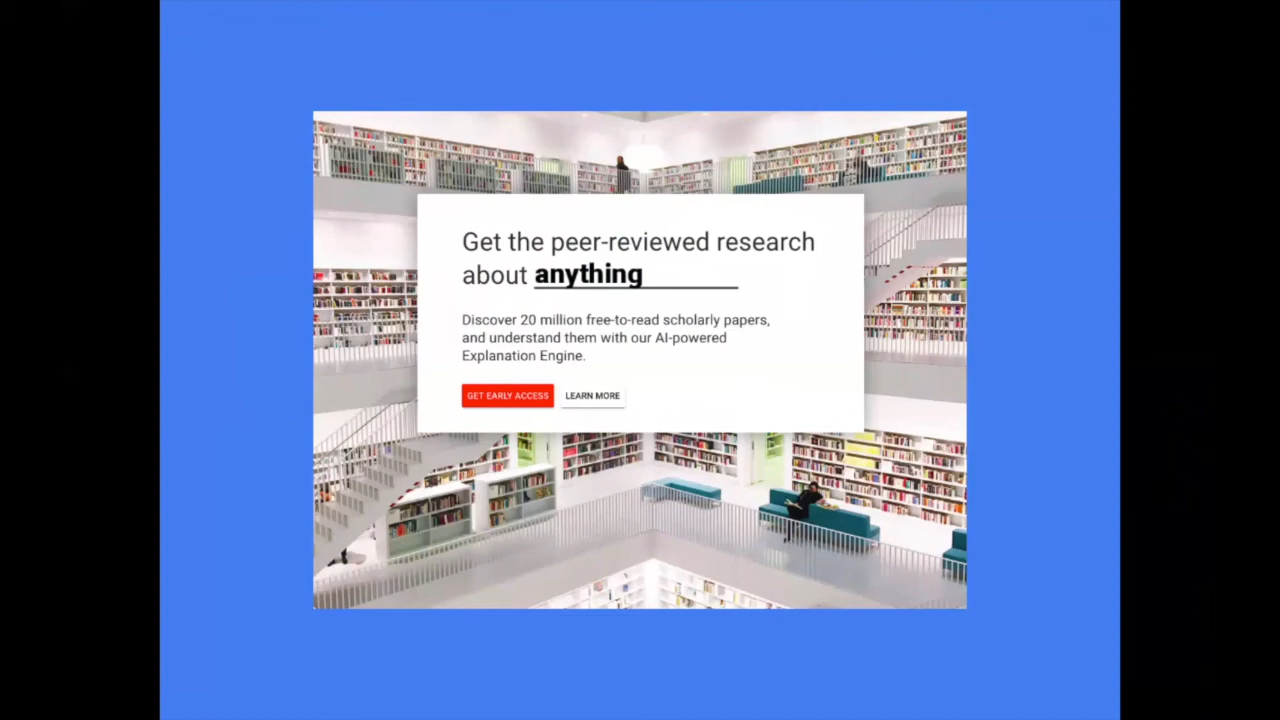 Get the peer-reviewed research
about anything
Discover 20 million free-to-read scholarly papers,
and understand them with our AI-powered
Explanation Engine.
GET EARLY ACCESS LEARN MORE